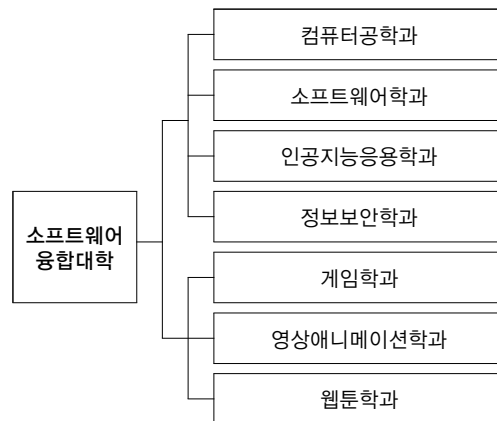 컴퓨터공학과
소프트웨어학과
인공지능응용학과
정보보안학과
소프트웨어
융합대학
게임학과
영상애니메이션학과
웹툰학과